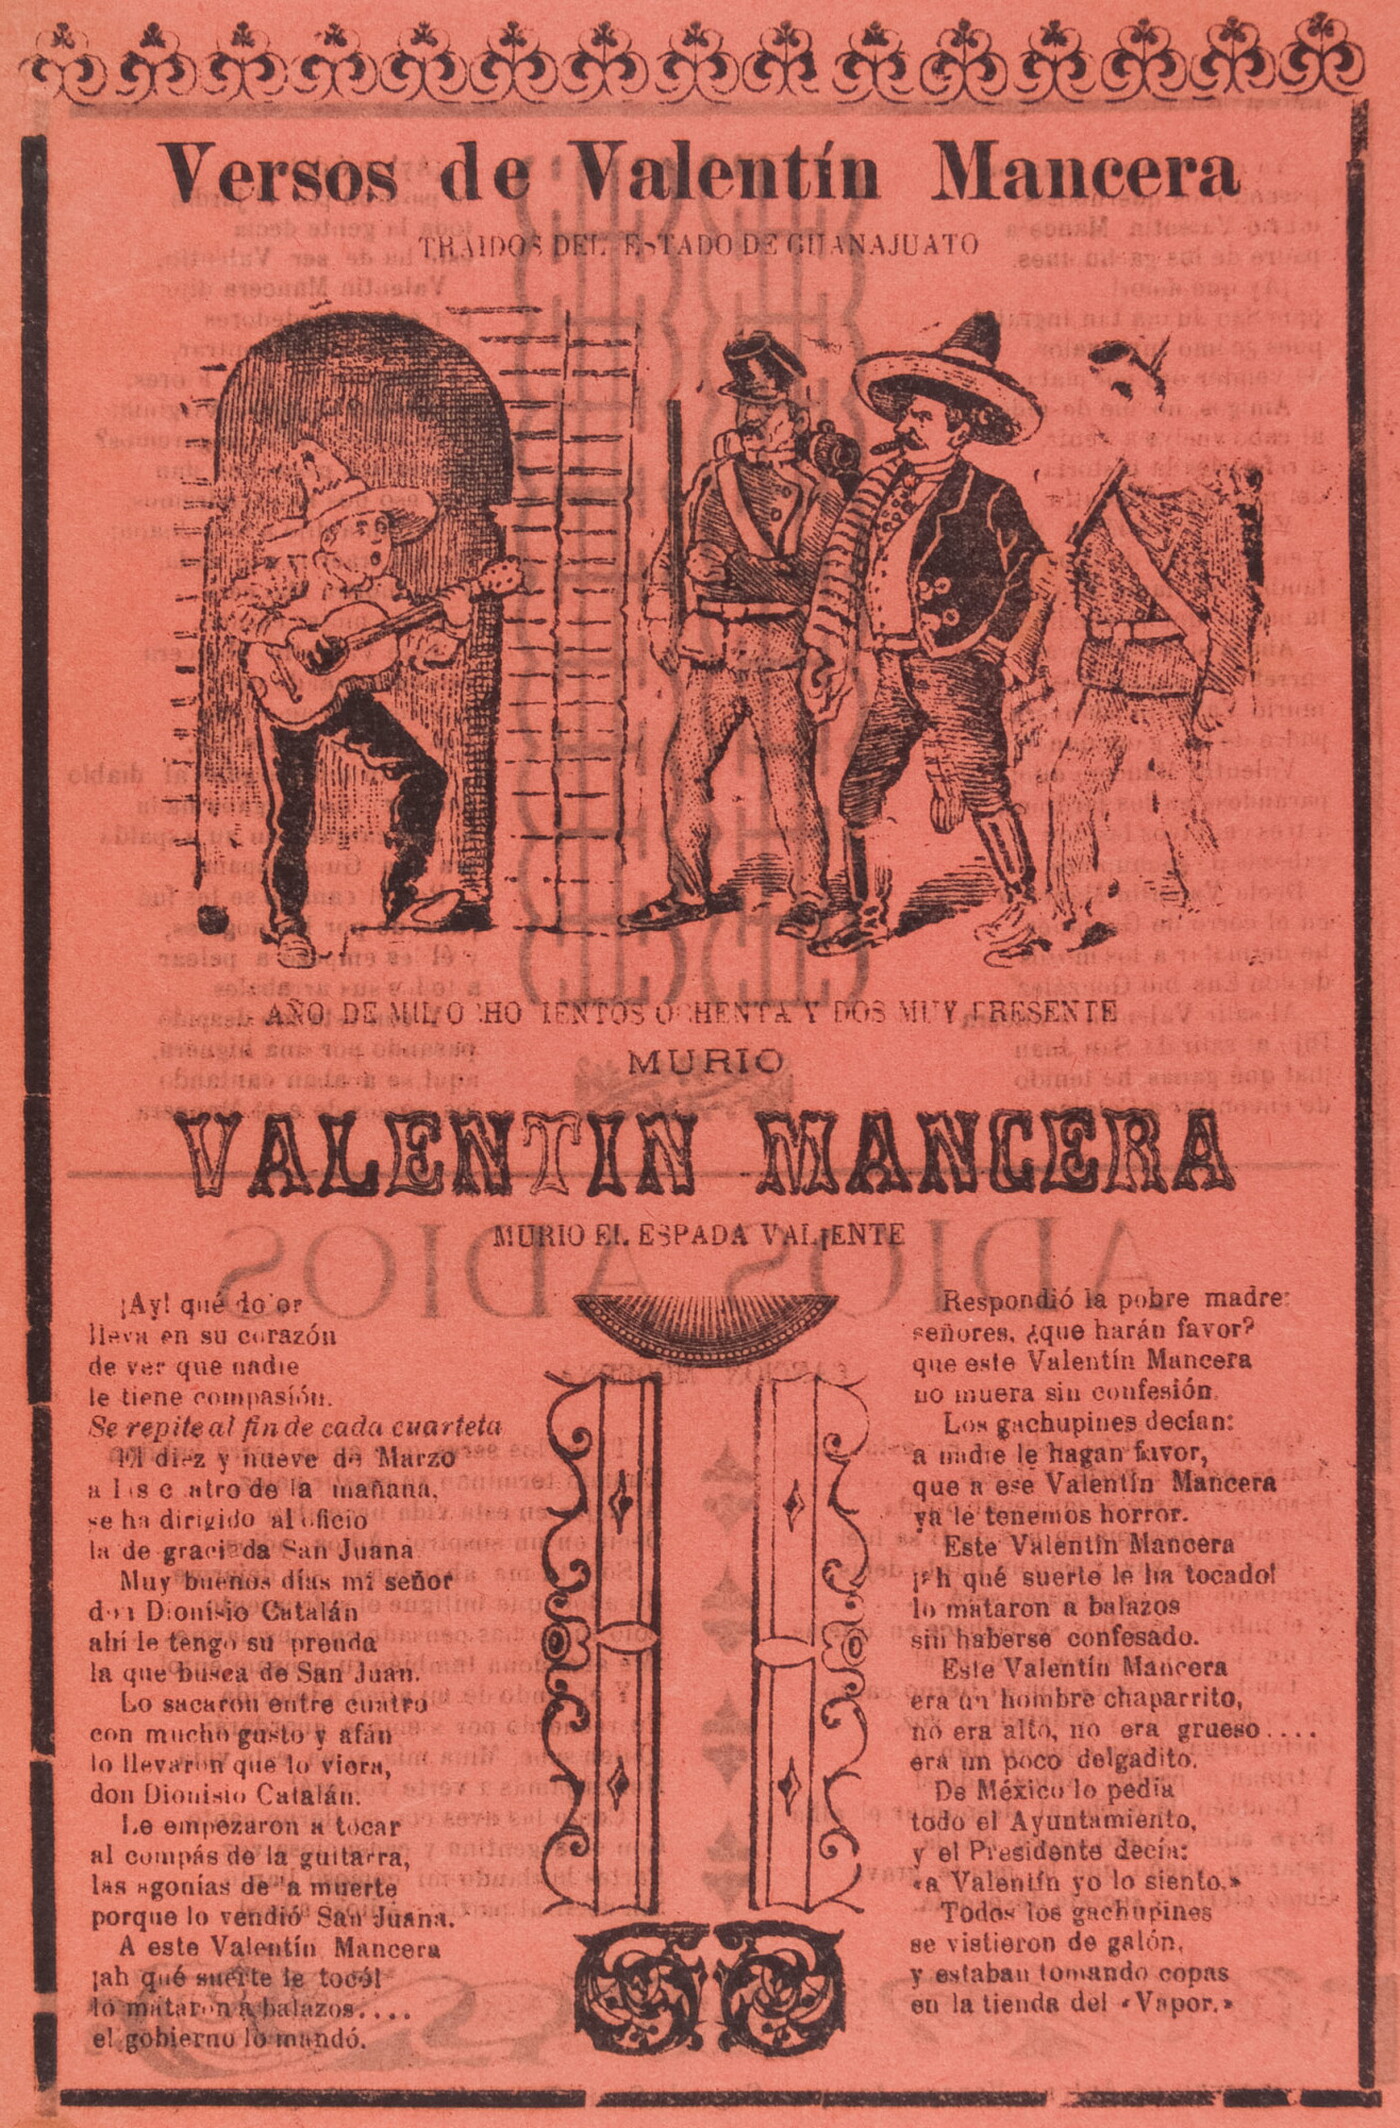 Versos de Valentín Mancera
TRAIDOS DEL ESTADO DE GUANAJUATO
AÑO DE MIL OCHOCIENTOS OCHENTA Y DOS MUY PRESENTE
MURIO
VALENTIN MANCERA
MURIO EL ESPADA VALIENTE
¡Ay! qué dolor
lleva en su corazón
de ver que nadie
le tiene compasión.
Se repite al fin de cada cuarteta
El diez y nueve de Marzo
a las cuatro de la mañana,
se ha dirigido al oficio
la desgraciada San Juana
Muy buenos días mi señor
don Dionisio Catalán
ahí le tengo su prenda
la que busca de San Juan.
Lo sacaron entre cuatro
con mucho gusto y afán
lo llevaron que lo viera,
don Dionisio Catalán.
Le empezaron a tocar
al compás de la guitarra,
las agonías de la muerte
porque lo vendió San Juana.
A este Valentín Mancera
¡ah qué suerte le tocó!
lo mataron a balazos....
el gobierno lo mandó.
Respondió la pobre madre:
señores, ¿que harán favor?
que este Valentín Mancera
no muera sin confesión.
Los gachupines decían:
a nadie le hagan favor,
que a ese Valentín Mancera
ya le tenemos horror.
Este Valentín Mancera
¡ah qué suerte le ha tocado!
lo mataron a balazos
sin haberse confesado.
Este Valentín Mancera
era un hombre chaparrito,
no era alto, no era grueso....
era un poco delgadito.
De México lo pedía
todo el Ayuntamiento,
y el Presidente decía:
«a Valentín yo lo siento.»
Todos los gachupines
se vistieron de galón,
y estaban tomando copas
en la tienda del «Vapor.»